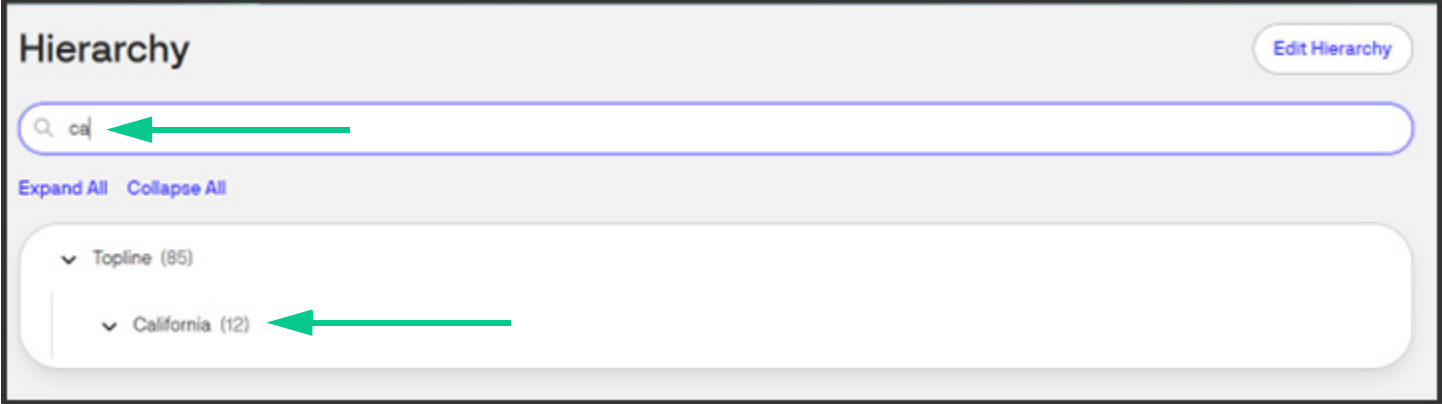 Hierarchy
Edit Hierarchy
ca
Expand All Collapse All
Topline (85)
California (12)